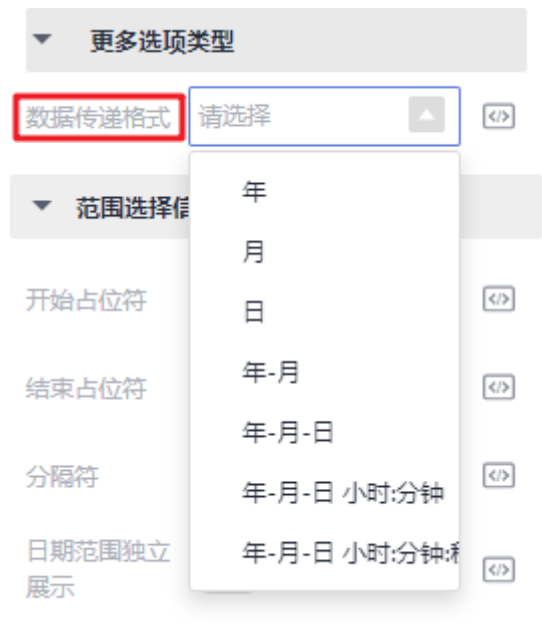 更多选项类型
数据传递格式
请选择
年
范围选择
月
开始占位符
日
年-月
结束占位符
年-月-日
分隔符
年-月-日 小时:分钟
日期范围独立
展示
年-月-日 小时:分钟: